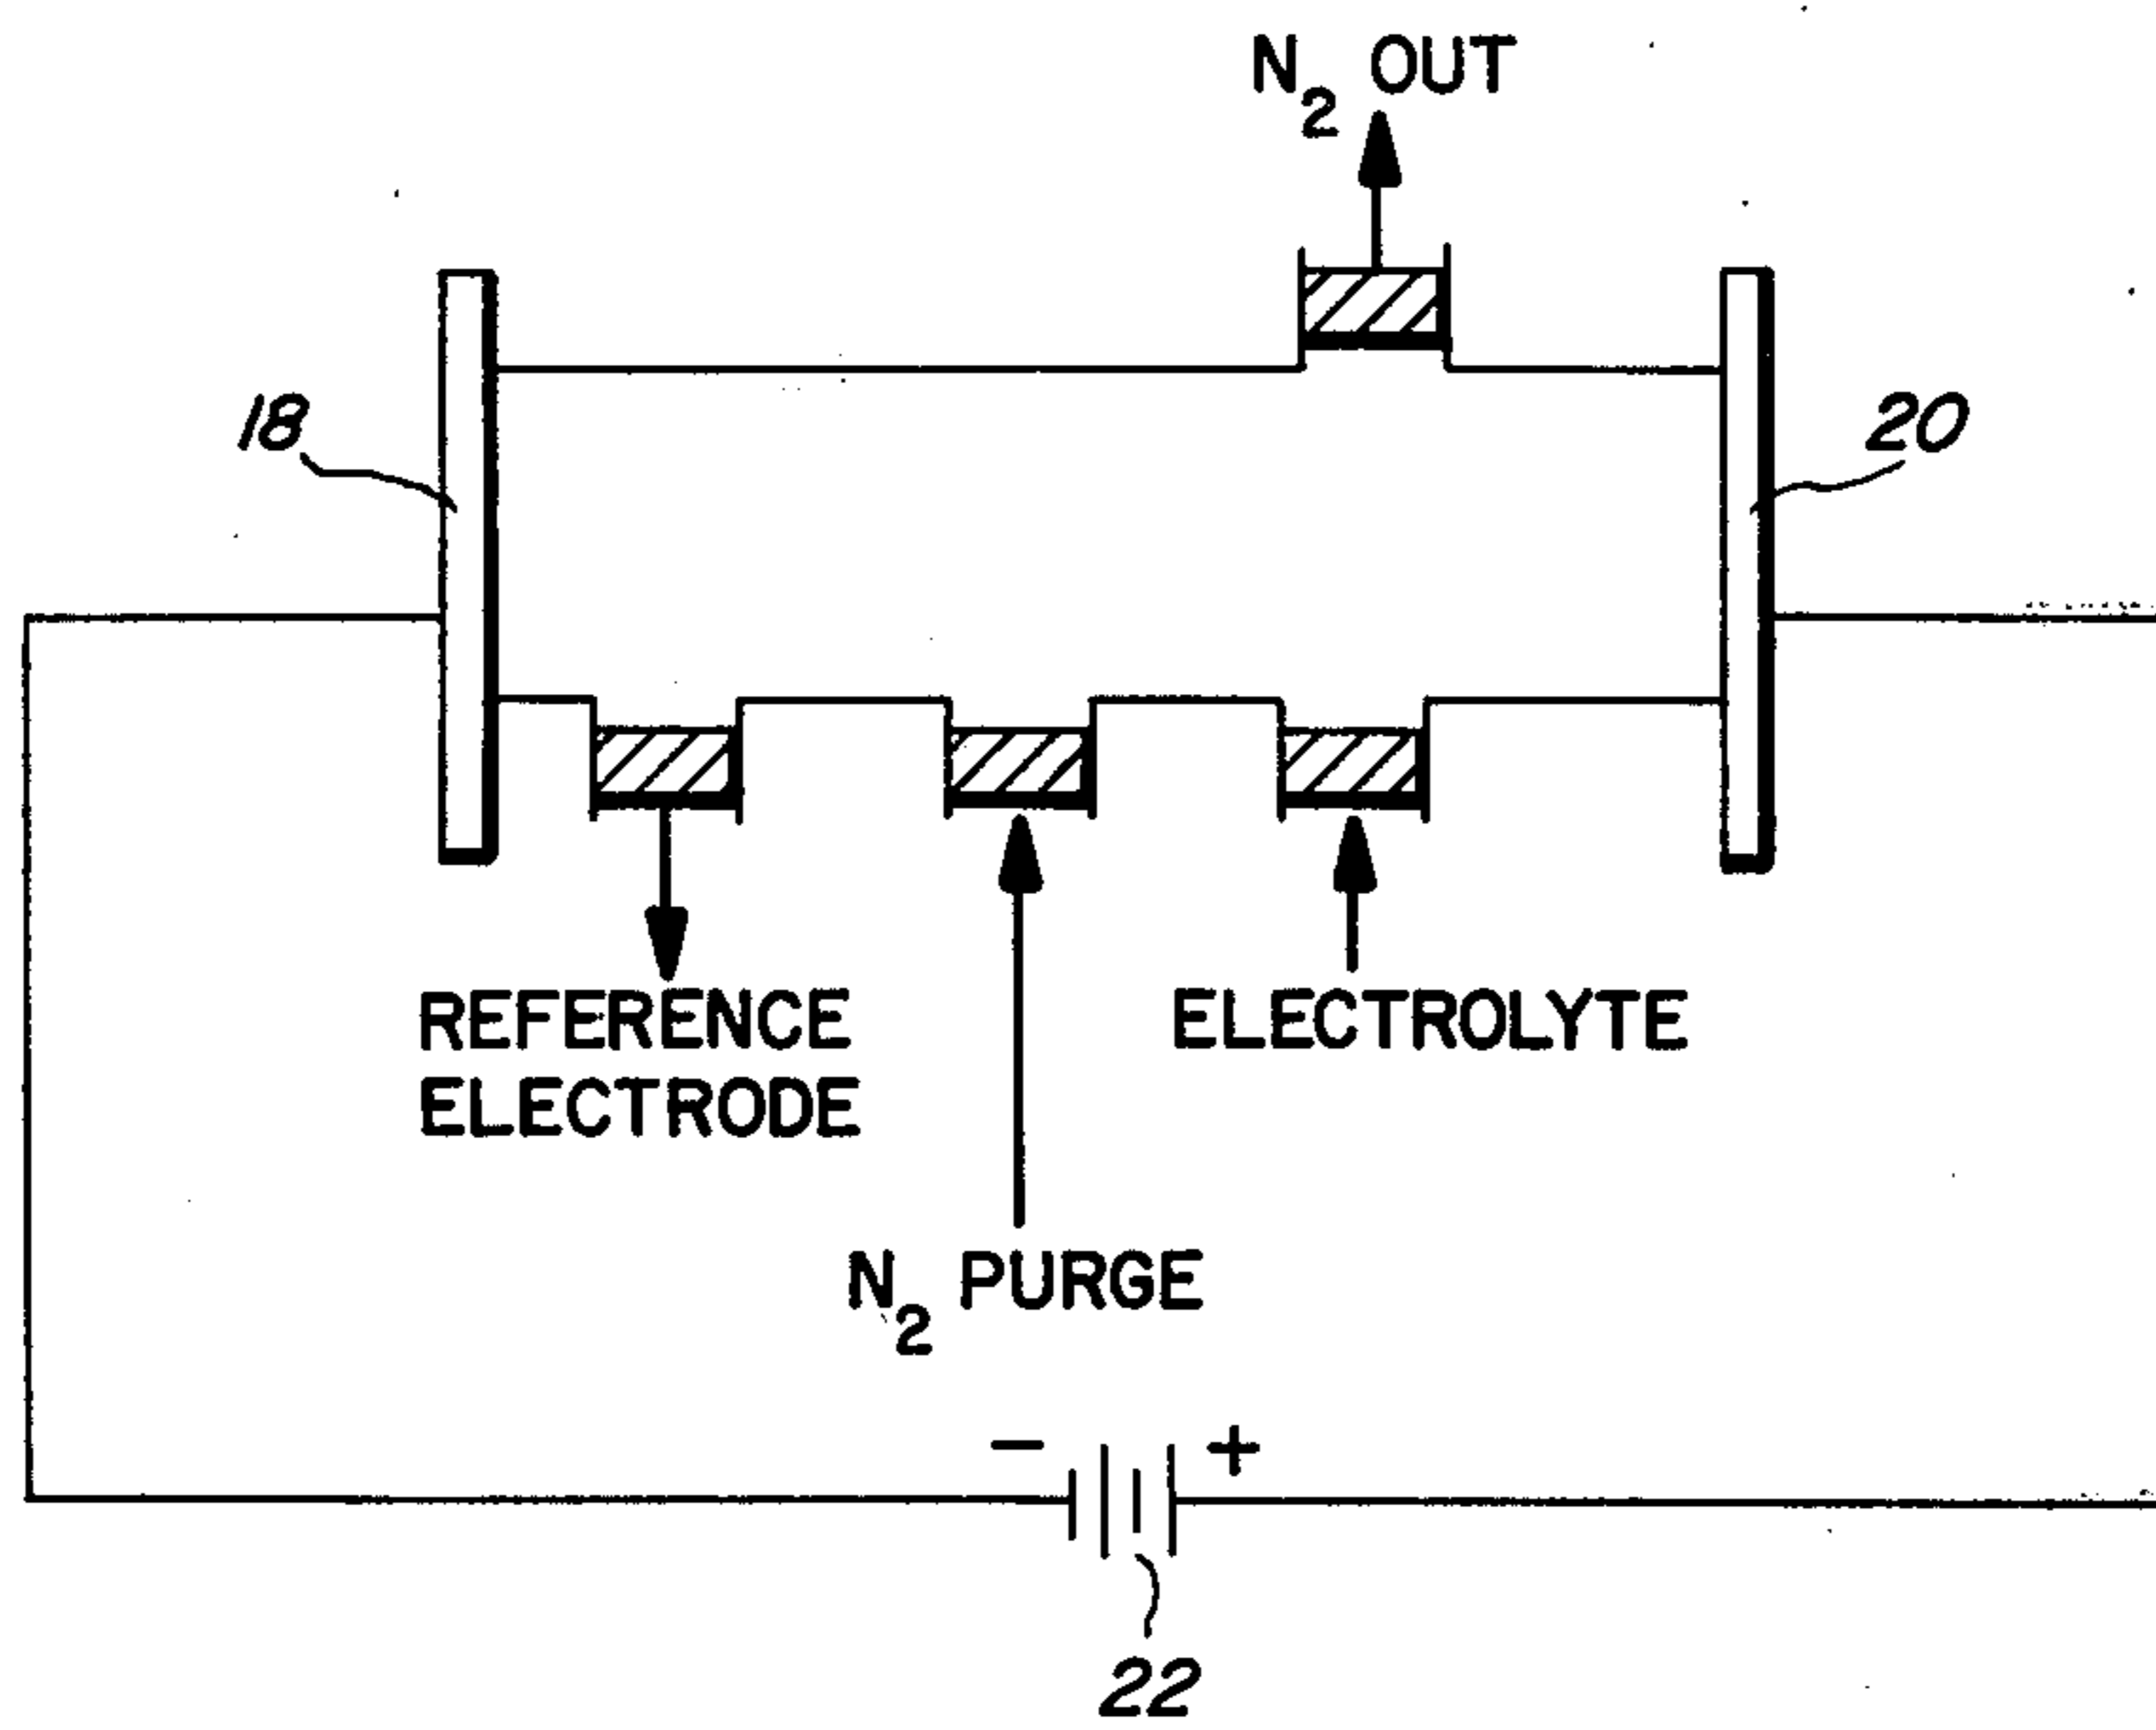 N2 OUT
18
20
REFERENCE
ELECTRODE
ELECTROLYTE
N2 PURGE
− +
22